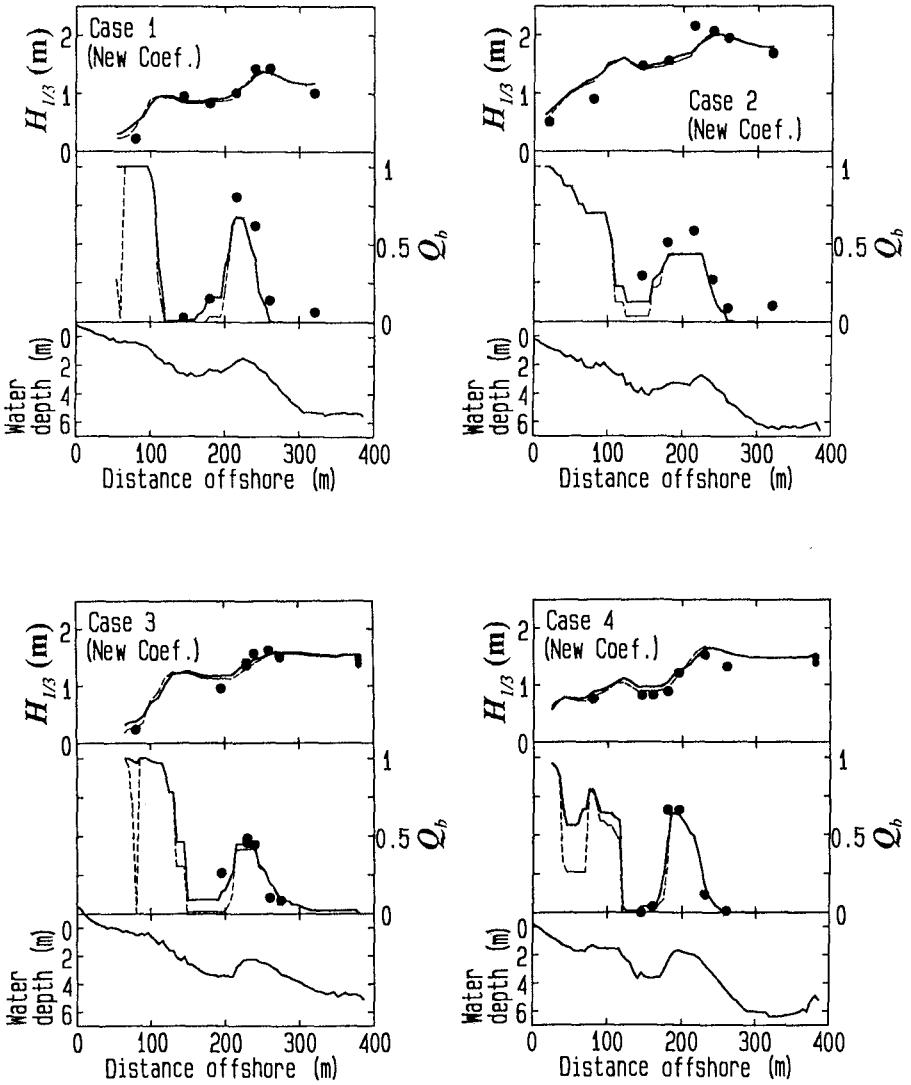 Case 1
(New Coef.)
H1/3 (m)
2
1
0
1
0.5
0
Qb
Water depth (m)
0
2
4
6
0 100 200 300 400
Distance offshore (m)
Case 2
(New Coef.)
H1/3 (m)
2
1
0
1
0.5
0
Qb
Water depth (m)
0
2
4
6
0 100 200 300 400
Distance offshore (m)
Case 3
(New Coef.)
H1/3 (m)
2
1
0
1
0.5
0
Qb
Water depth (m)
0
2
4
6
0 100 200 300 400
Distance offshore (m)
Case 4
(New Coef.)
H1/3 (m)
2
1
0
1
0.5
0
Qb
Water depth (m)
0
2
4
6
0 100 200 300 400
Distance offshore (m)